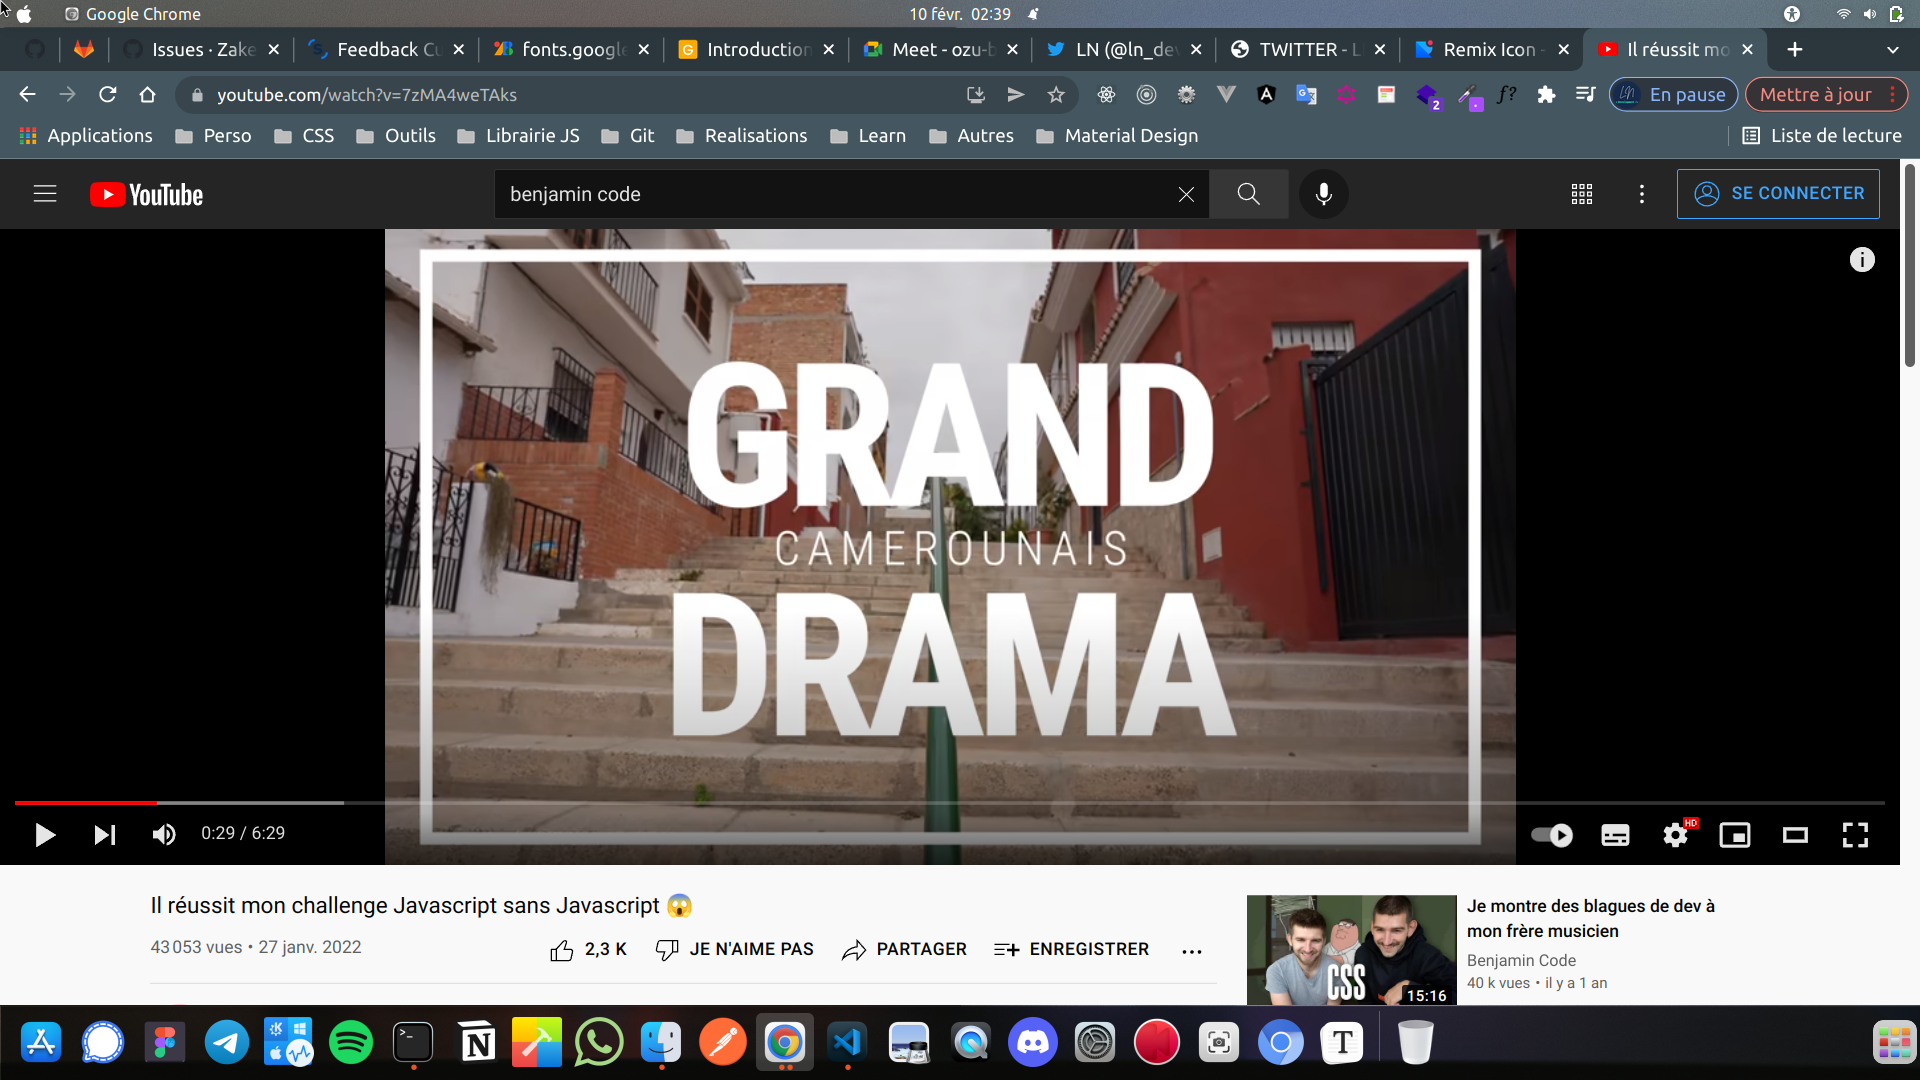 Google Chrome
10 févr. 02:39
Issues · Zake
Feedback Cu
fonts.google
Introduction
Meet - ozu-b
LN (@ln_dev
TWITTER - L
Remix Icon -
Il réussit mo
youtube.com/watch?v=7zMA4weTAks
2
f?
En pause
Mettre à jour
Applications
Perso
CSS
Outils
Librairie JS
Git
Realisations
Learn
Autres
Material Design
Liste de lecture
YouTube
benjamin code
SE CONNECTER
GRAND
CAMEROUNAIS
DRAMA
0:29 / 6:29
HD
Il réussit mon challenge Javascript sans Javascript 😱
43 053 vues • 27 janv. 2022
2,3 K
JE N'AIME PAS
PARTAGER
ENREGISTRER
CSS
15:16
Je montre des blagues de dev à
mon frère musicien
Benjamin Code
40 k vues • il y a 1 an